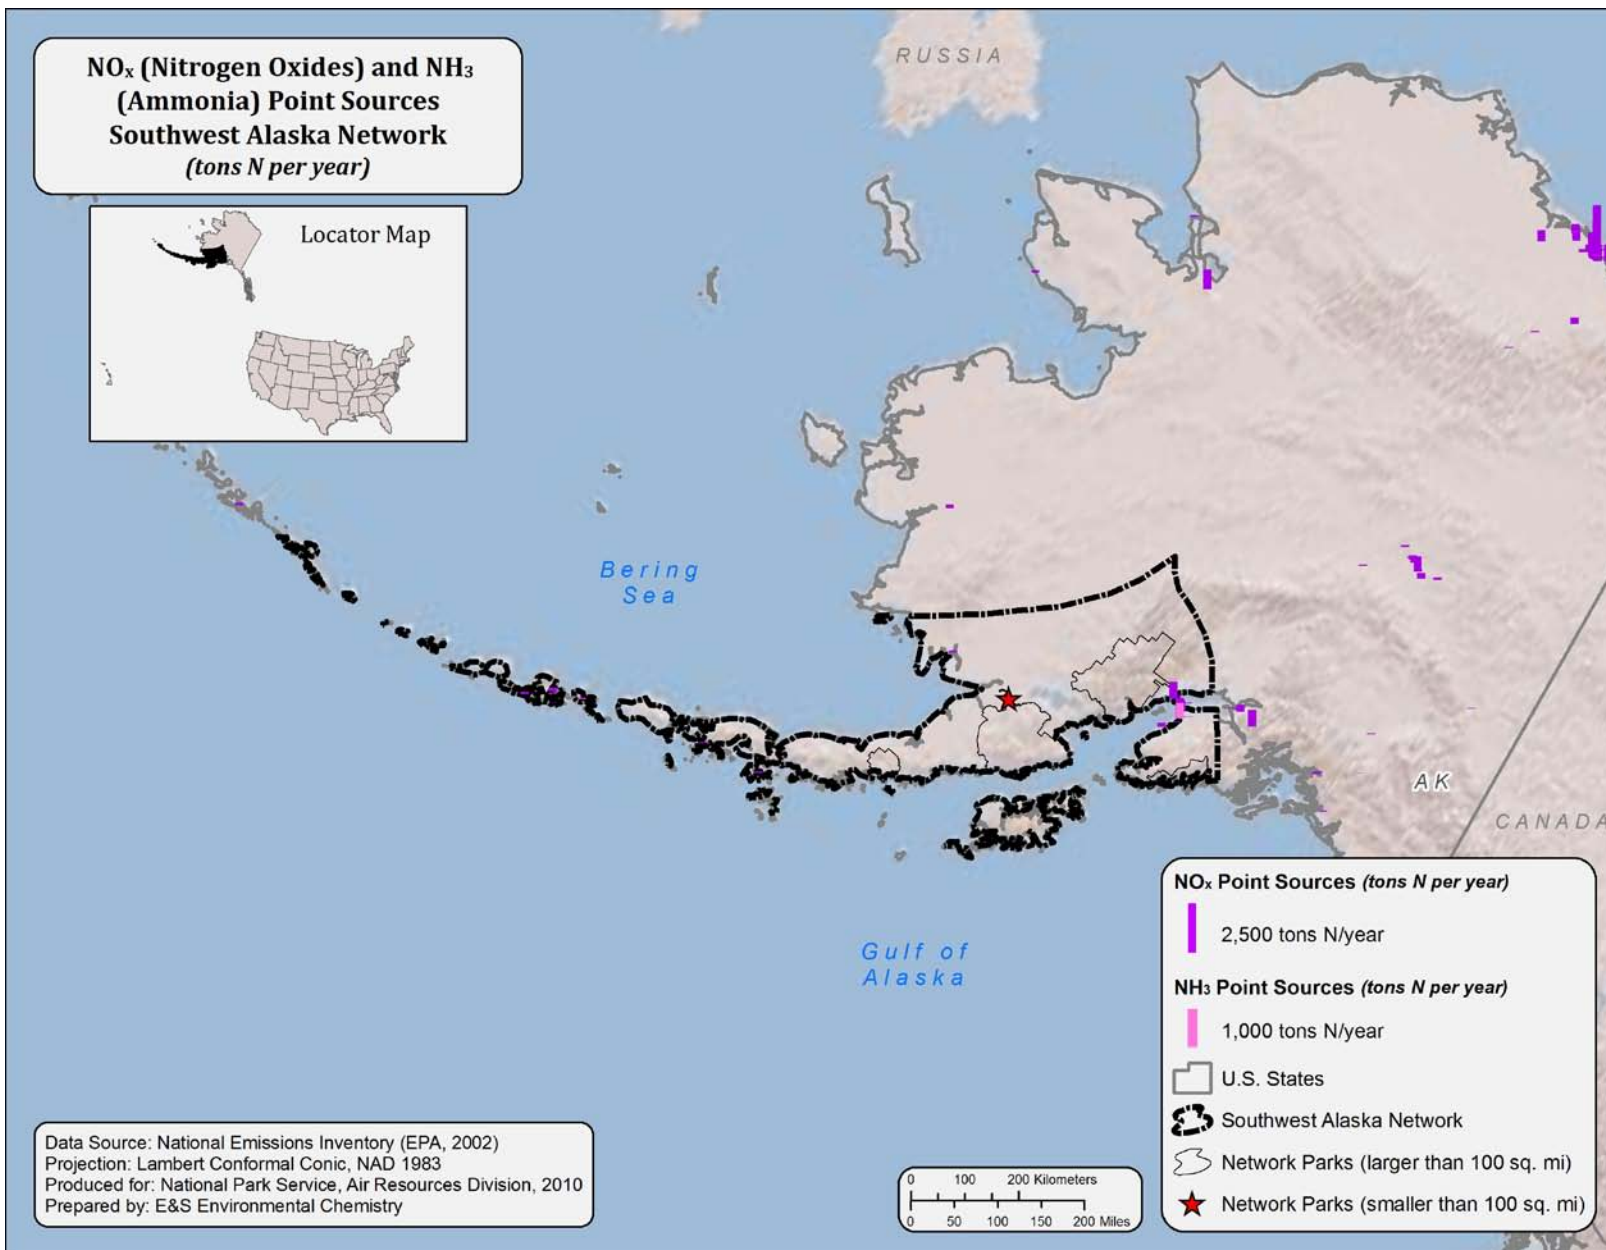 NOx (Nitrogen Oxides) and NH3
(Ammonia) Point Sources
Southwest Alaska Network
(tons N per year)
Locator Map
RUSSIA
Bering
Sea
AK
CANADA
Gulf of
Alaska
NOx Point Sources (tons N per year)
2,500 tons N/year
NH3 Point Sources (tons N per year)
1,000 tons N/year
U.S. States
Southwest Alaska Network
Network Parks (larger than 100 sq. mi)
Network Parks (smaller than 100 sq. mi)
Data Source: National Emissions Inventory (EPA, 2002)
Projection: Lambert Conformal Conic, NAD 1983
Produced for: National Park Service, Air Resources Division, 2010
Prepared by: E&S Environmental Chemistry
0 100 200 Kilometers
0 50 100 150 200 Miles